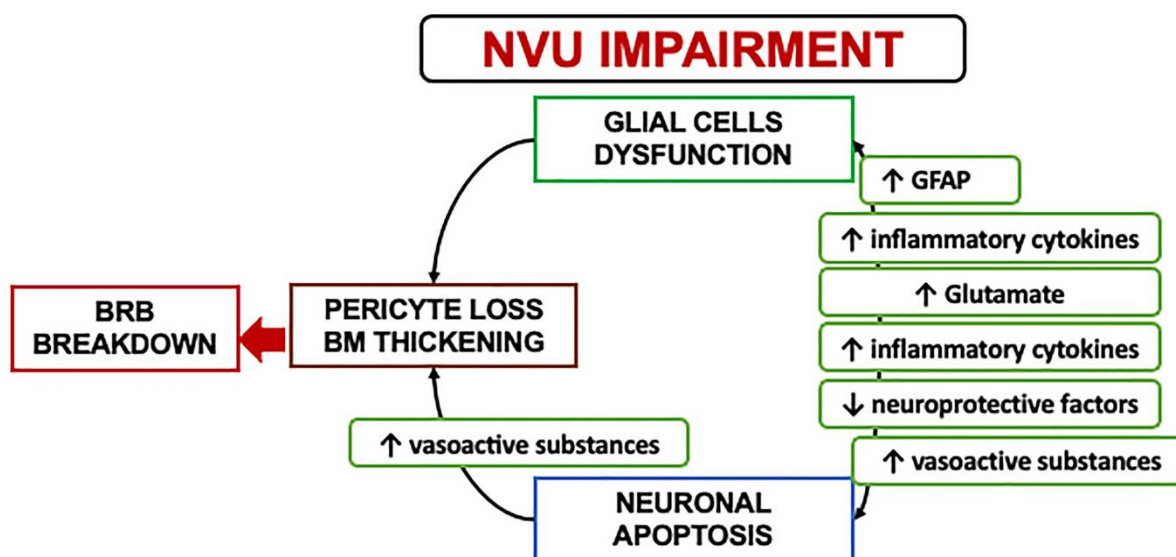 NVU IMPAIRMENT
GLIAL CELLS
DYSFUNCTION
↑ GFAP
↑ inflammatory cytokines
↑ Glutamate
↑ inflammatory cytokines
↓ neuroprotective factors
↑ vasoactive substances
BRB
BREAKDOWN
PERICYTE LOSS
BM THICKENING
↑ vasoactive substances
NEURONAL
APOPTOSIS